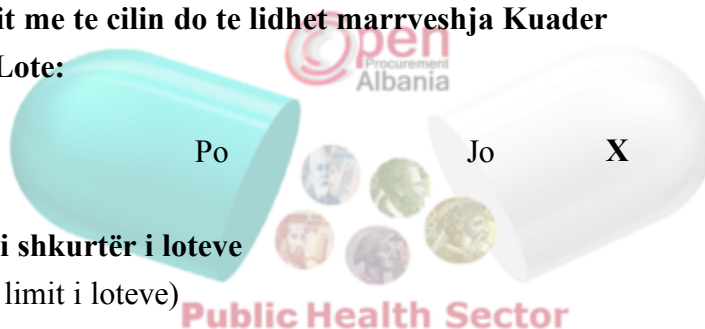 it me te cilin do te lidhet marrveshja Kuader
Lote:
Open
Procurement
Albania
Po Jo X
i shkurtër i loteve
limit i loteve)
Public Health Sector